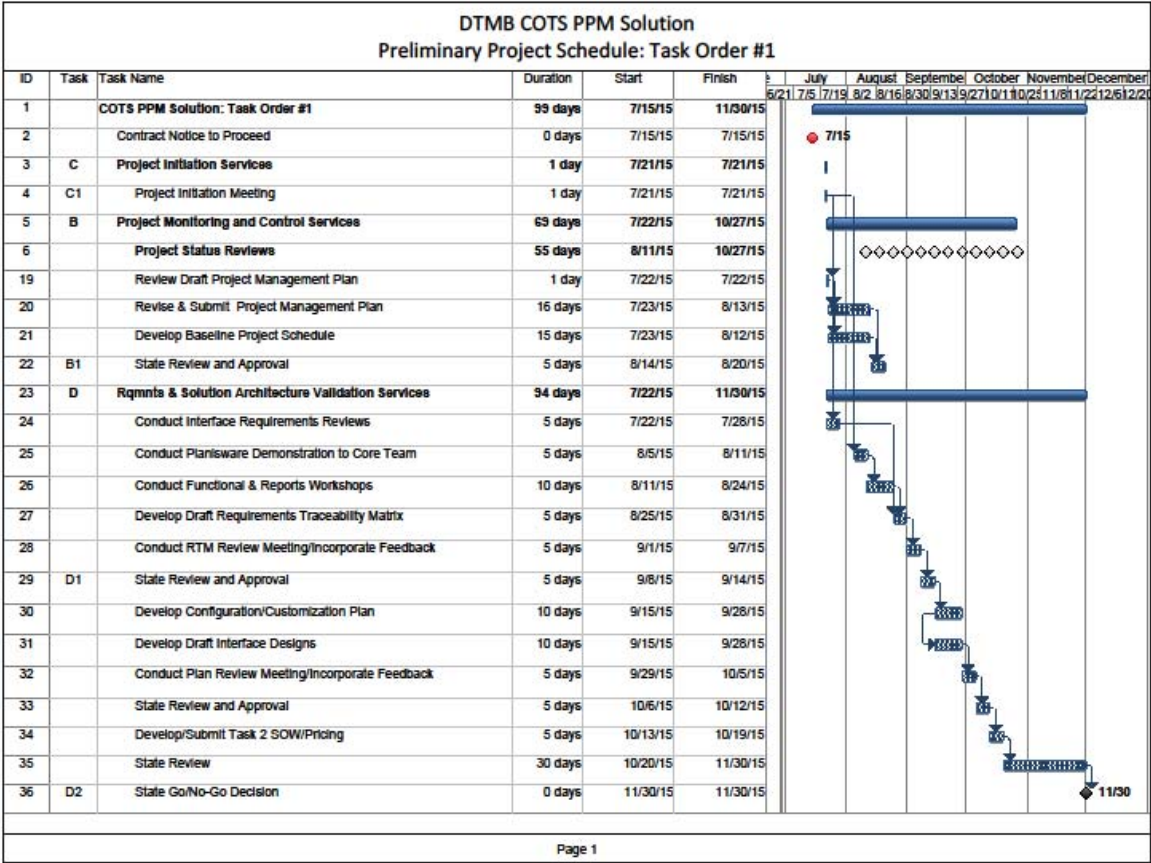 DTMB COTS PPM Solution
Preliminary Project Schedule: Task Order #1
ID Task Task Name Duration Start Finish July August Septembe October November December
6/21 7/5 7/19 8/2 8/16 8/30 9/13 9/27 10/11 10/25 11/8 11/22 12/6 12/20
1 COTS PPM Solution: Task Order #1 99 days 7/15/15 11/30/15
2 Contract Notice to Proceed 0 days 7/15/15 7/15/15 7/15
3 C Project Initiation Services 1 day 7/21/15 7/21/15
4 C1 Project Initiation Meeting 1 day 7/21/15 7/21/15
5 B Project Monitoring and Control Services 69 days 7/22/15 10/27/15
6 Project Status Reviews 55 days 8/11/15 10/27/15
19 Review Draft Project Management Plan 1 day 7/22/15 7/22/15
20 Revise & Submit Project Management Plan 16 days 7/23/15 8/13/15
21 Develop Baseline Project Schedule 15 days 7/23/15 8/12/15
22 B1 State Review and Approval 5 days 8/14/15 8/20/15
23 D Rqmnts & Solution Architecture Validation Services 94 days 7/22/15 11/30/15
24 Conduct Interface Requirements Reviews 5 days 7/22/15 7/28/15
25 Conduct Planisware Demonstration to Core Team 5 days 8/5/15 8/11/15
26 Conduct Functional & Reports Workshops 10 days 8/11/15 8/24/15
27 Develop Draft Requirements Traceability Matrix 5 days 8/25/15 8/31/15
28 Conduct RTM Review Meeting/Incorporate Feedback 5 days 9/1/15 9/7/15
29 D1 State Review and Approval 5 days 9/8/15 9/14/15
30 Develop Configuration/Customization Plan 10 days 9/15/15 9/28/15
31 Develop Draft Interface Designs 10 days 9/15/15 9/28/15
32 Conduct Plan Review Meeting/Incorporate Feedback 5 days 9/29/15 10/5/15
33 State Review and Approval 5 days 10/6/15 10/12/15
34 Develop/Submit Task 2 SOW/Pricing 5 days 10/13/15 10/19/15
35 State Review 30 days 10/20/15 11/30/15
36 D2 State Go/No-Go Decision 0 days 11/30/15 11/30/15 11/30
Page 1